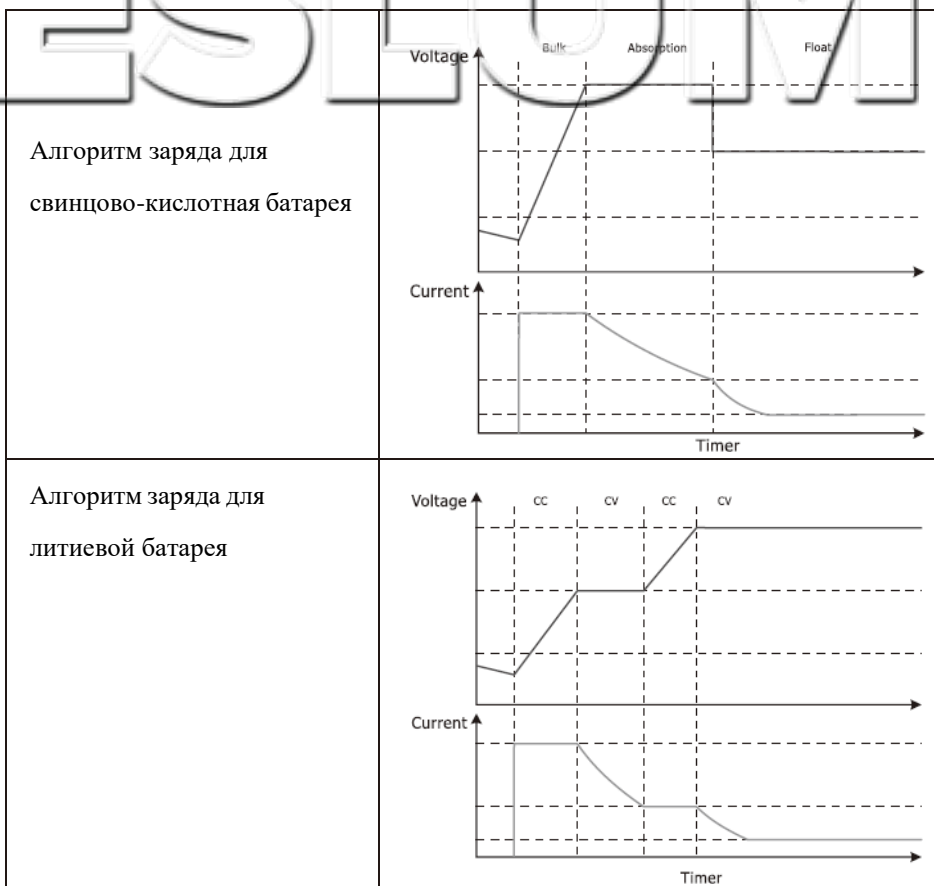 ESLOM
Voltage
Bulk
Absorption
Float
Алгоритм заряда для
свинцово-кислотная батарея
Current
Timer
Алгоритм заряда для
литиевой батарея
Voltage
CC
CV
CC
CV
Current
Timer